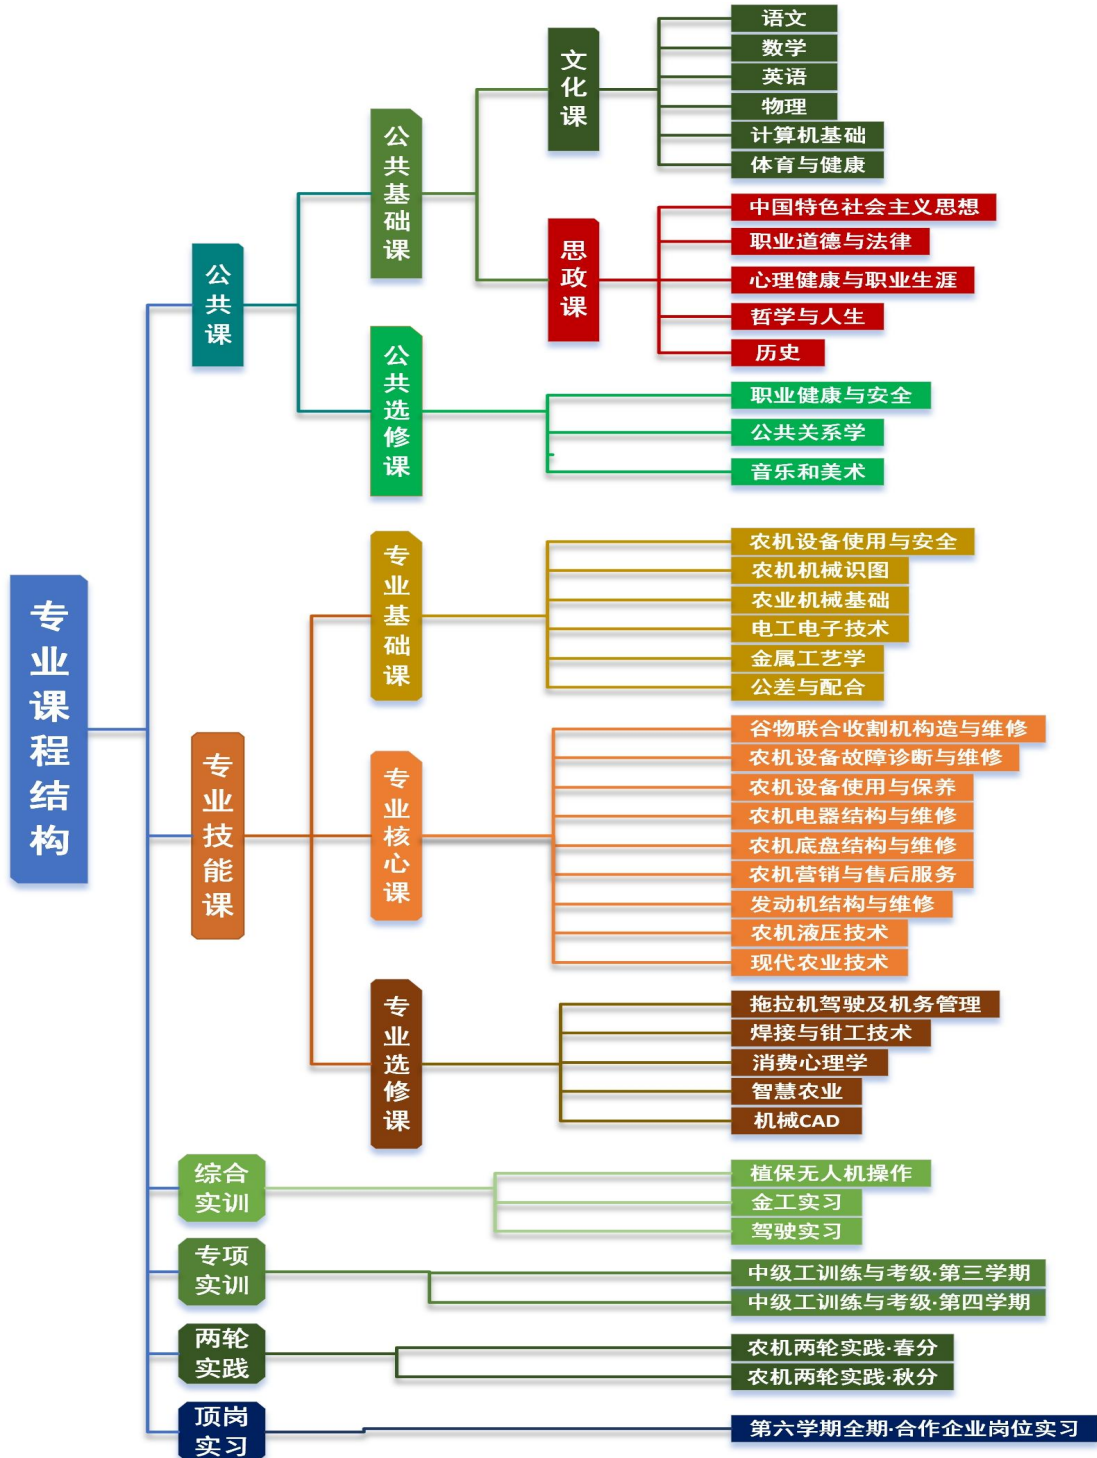 专业课程结构
公共课
公共基础课
文化课
语文
数学
英语
物理
计算机基础
体育与健康
思政课
中国特色社会主义思想
职业道德与法律
心理健康与职业生涯
哲学与人生
历史
公共选修课
职业健康与安全
公共关系学
音乐和美术
专业技能课
专业基础课
农机设备使用与安全
农机机械识图
农业机械基础
电工电子技术
金属工艺学
公差与配合
专业核心课
谷物联合收割机构造与维修
农机设备故障诊断与维修
农机设备使用与保养
农机电器结构与维修
农机底盘结构与维修
农机营销与售后服务
发动机结构与维修
农机液压技术
现代农业技术
专业选修课
拖拉机驾驶及机务管理
焊接与钳工技术
消费心理学
智慧农业
机械CAD
综合
实训
植保无人机操作
金工实习
驾驶实习
专项
实训
中级工训练与考级·第三学期
中级工训练与考级·第四学期
两轮
实践
农机两轮实践·春分
农机两轮实践·秋分
顶岗
实习
第六学期全期·合作企业岗位实习